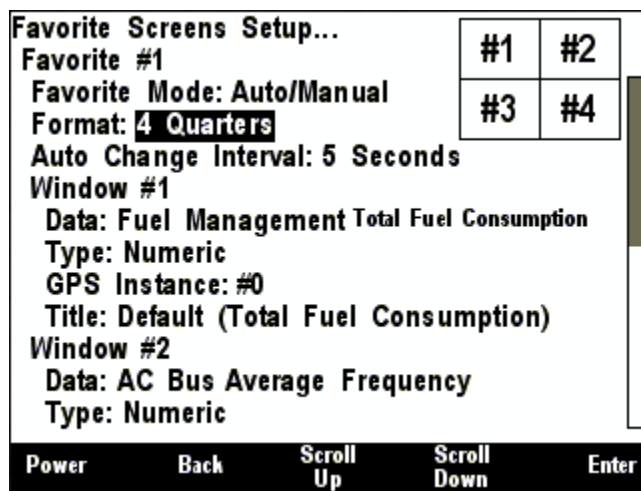 Favorite Screens Setup...
Favorite #1
Favorite Mode: Auto/Manual
Format: 4 Quarters
Auto Change Interval: 5 Seconds
Window #1
Data: Fuel Management Total Fuel Consumption
Type: Numeric
GPS Instance: #0
Title: Default (Total Fuel Consumption)
Window #2
Data: AC Bus Average Frequency
Type: Numeric
#1 #2
#3 #4
Power Back Scroll Up Scroll Down Enter